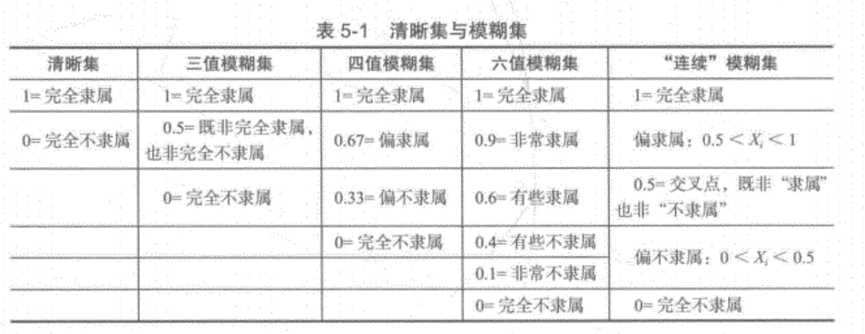 表 5-1 清晰集与模糊集
清晰集 三值模糊集 四值模糊集 六值模糊集 “连续”模糊集
1= 完全隶属 1= 完全隶属 1= 完全隶属 1= 完全隶属 1= 完全隶属
0= 完全不隶属 0.5= 既非完全隶属，
也非完全不隶属 0.67= 偏隶属 0.9= 非常隶属 偏隶属：0.5 < Xi < 1
0= 完全不隶属 0.33= 偏不隶属 0.6= 有些隶属 0.5= 交叉点，既非“隶属”
也非“不隶属”
0= 完全不隶属 0.4= 有些不隶属 偏不隶属：0 < Xi < 0.5
0.1= 非常不隶属
0= 完全不隶属 0= 完全不隶属